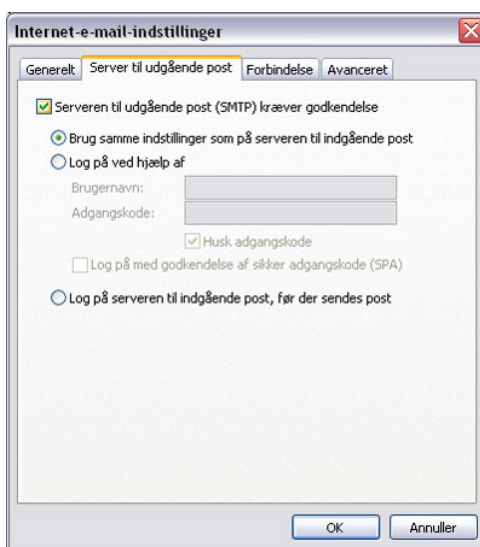 Internet-e-mail-indstillinger
Generelt Server til udgående post Forbindelse Avanceret
Serveren til udgående post (SMTP) kræver godkendelse
Brug samme indstillinger som på serveren til indgående post
Log på ved hjælp af
Brugernavn:
Adgangskode:
Husk adgangskode
Log på med godkendelse af sikker adgangskode (SPA)
Log på serveren til indgående post, før der sendes post
OK Annuller